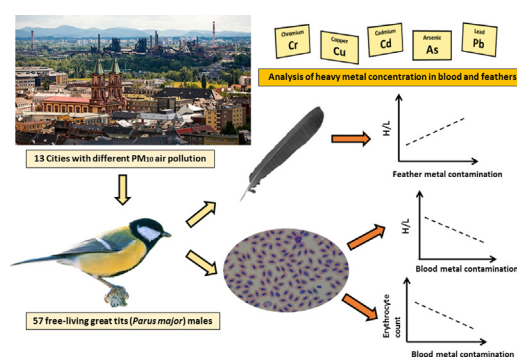 Chromium
Cr
Copper
Cu
Cadmium
Cd
Arsenic
As
Lead
Pb
Analysis of heavy metal concentration in blood and feathers
13 Cities with different PM10 air pollution
H/L
Feather metal contamination
H/L
Blood metal contamination
57 free-living great tits (Parus major) males
Erythrocyte
count
Blood metal contamination